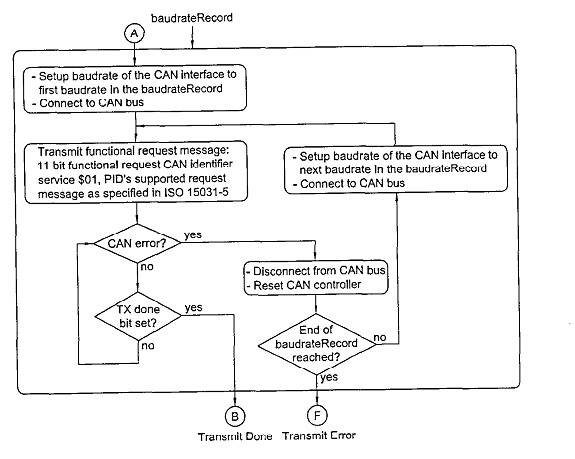 baudrateRecord
A
- Setup baudrate of the CAN interface to
first baudrate in the baudrateRecord
- Connect to CAN bus
Transmit functional request message:
11 bit functional request CAN identifier
service $01, PID's supported request
message as specified in ISO 15031-5
- Setup baudrate of the CAN interface to
next baudrate in the baudrateRecord
- Connect to CAN bus
CAN error?
yes
no
- Disconnect from CAN bus
- Reset CAN controller
TX done
bit set?
yes
no
End of
baudrateRecord
reached?
no
yes
B
F
Transmit Done
Transmit Error